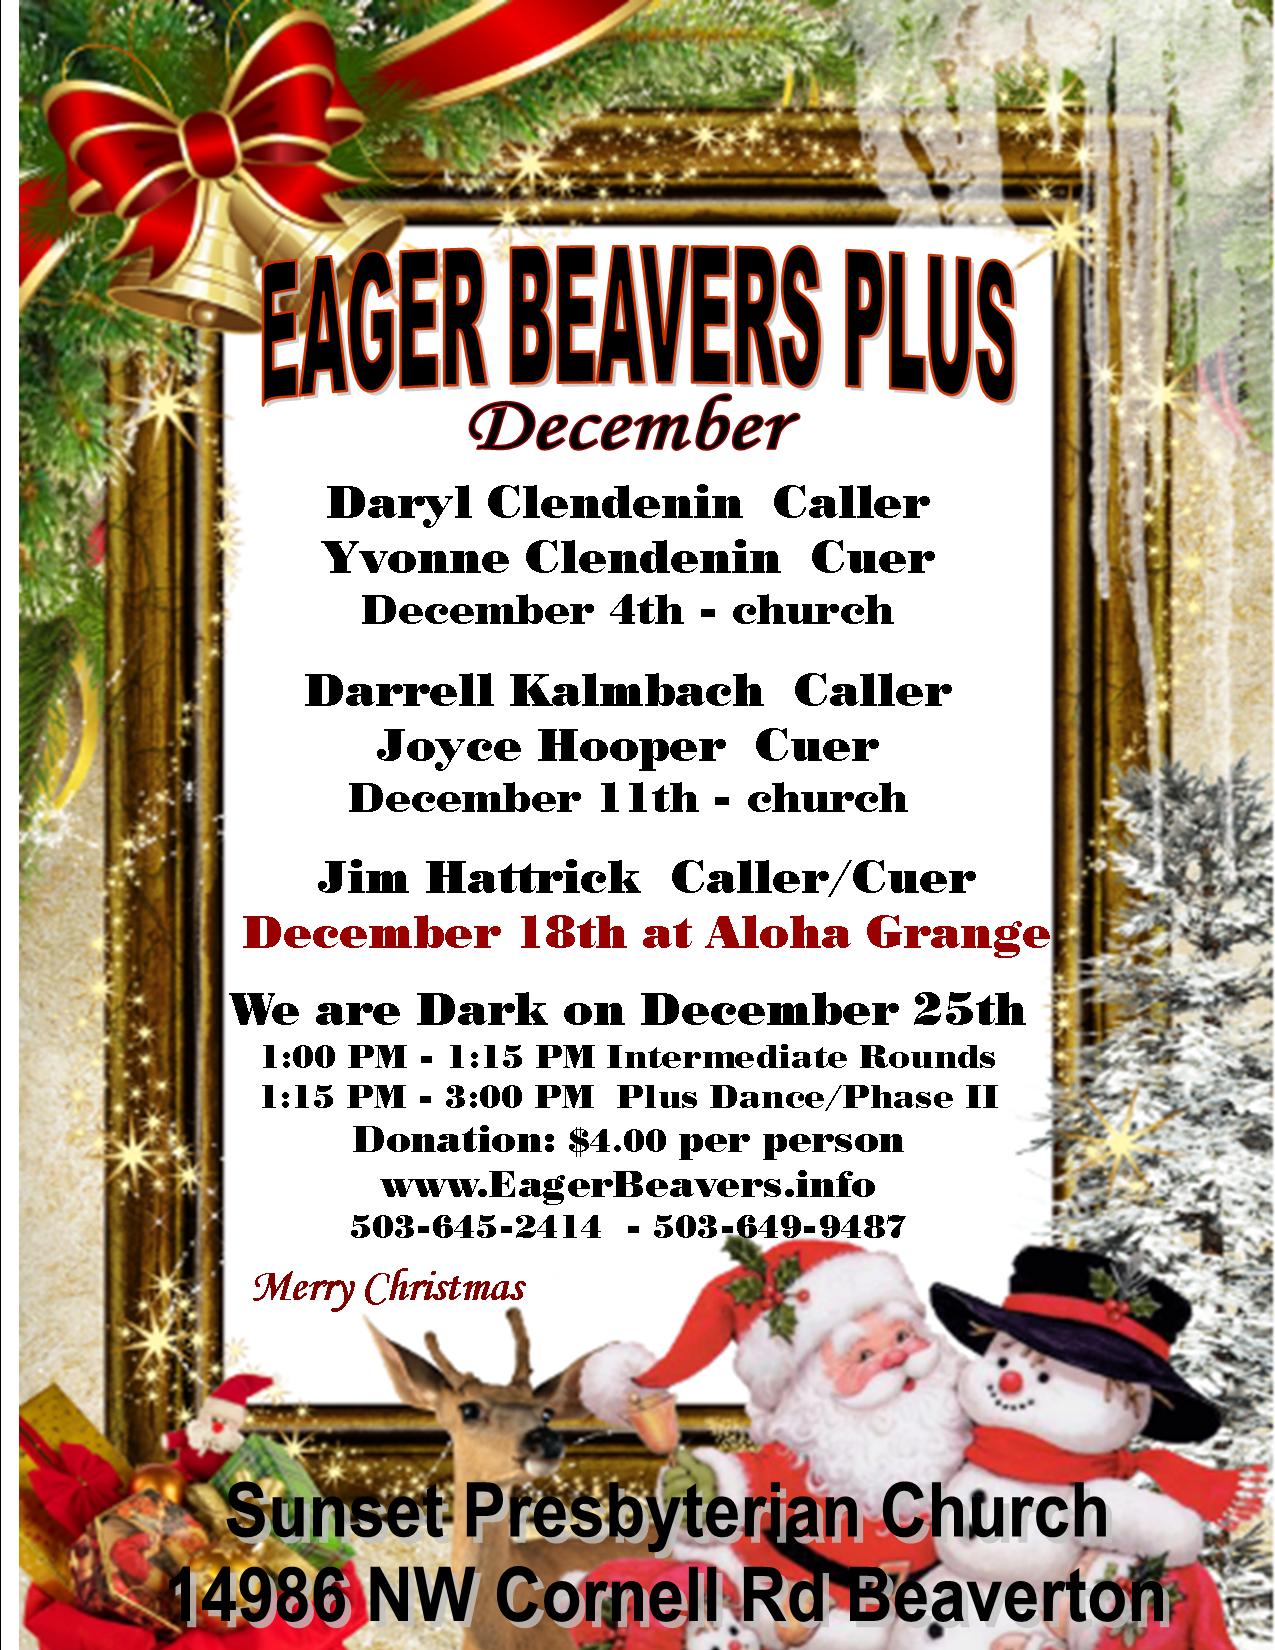 EAGER BEAVERS PLUS
December
Daryl Clendenin Caller
Yvonne Clendenin Cuer
December 4th - church
Darrell Kalmbach Caller
Joyce Hooper Cuer
December 11th - church
Jim Hattrick Caller/Cuer
December 18th at Aloha Grange
We are Dark on December 25th
1:00 PM - 1:15 PM Intermediate Rounds
1:15 PM - 3:00 PM Plus Dance/Phase II
Donation: $4.00 per person
www.EagerBeavers.info
503-645-2414 - 503-649-9487
Merry Christmas
Sunset Presbyterian Church
14986 NW Cornell Rd Beaverton